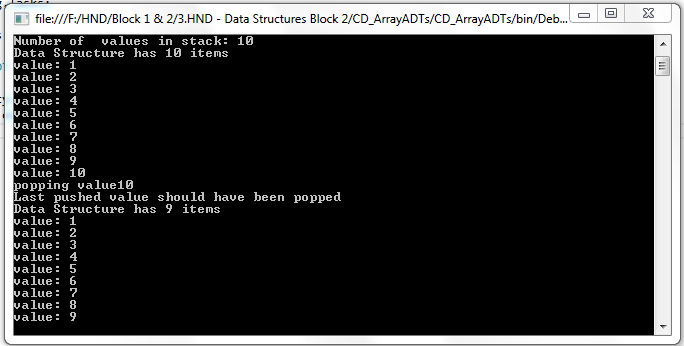 file:///F:/HND/Block 1 & 2/3.HND - Data Structures Block 2/CD_ArrayADTs/CD_ArrayADTs/bin/Deb...
Number of  values in stack: 10
Data Structure has 10 items
value: 1
value: 2
value: 3
value: 4
value: 5
value: 6
value: 7
value: 8
value: 9
value: 10
popping value10
Last pushed value should have been popped
Data Structure has 9 items
value: 1
value: 2
value: 3
value: 4
value: 5
value: 6
value: 7
value: 8
value: 9